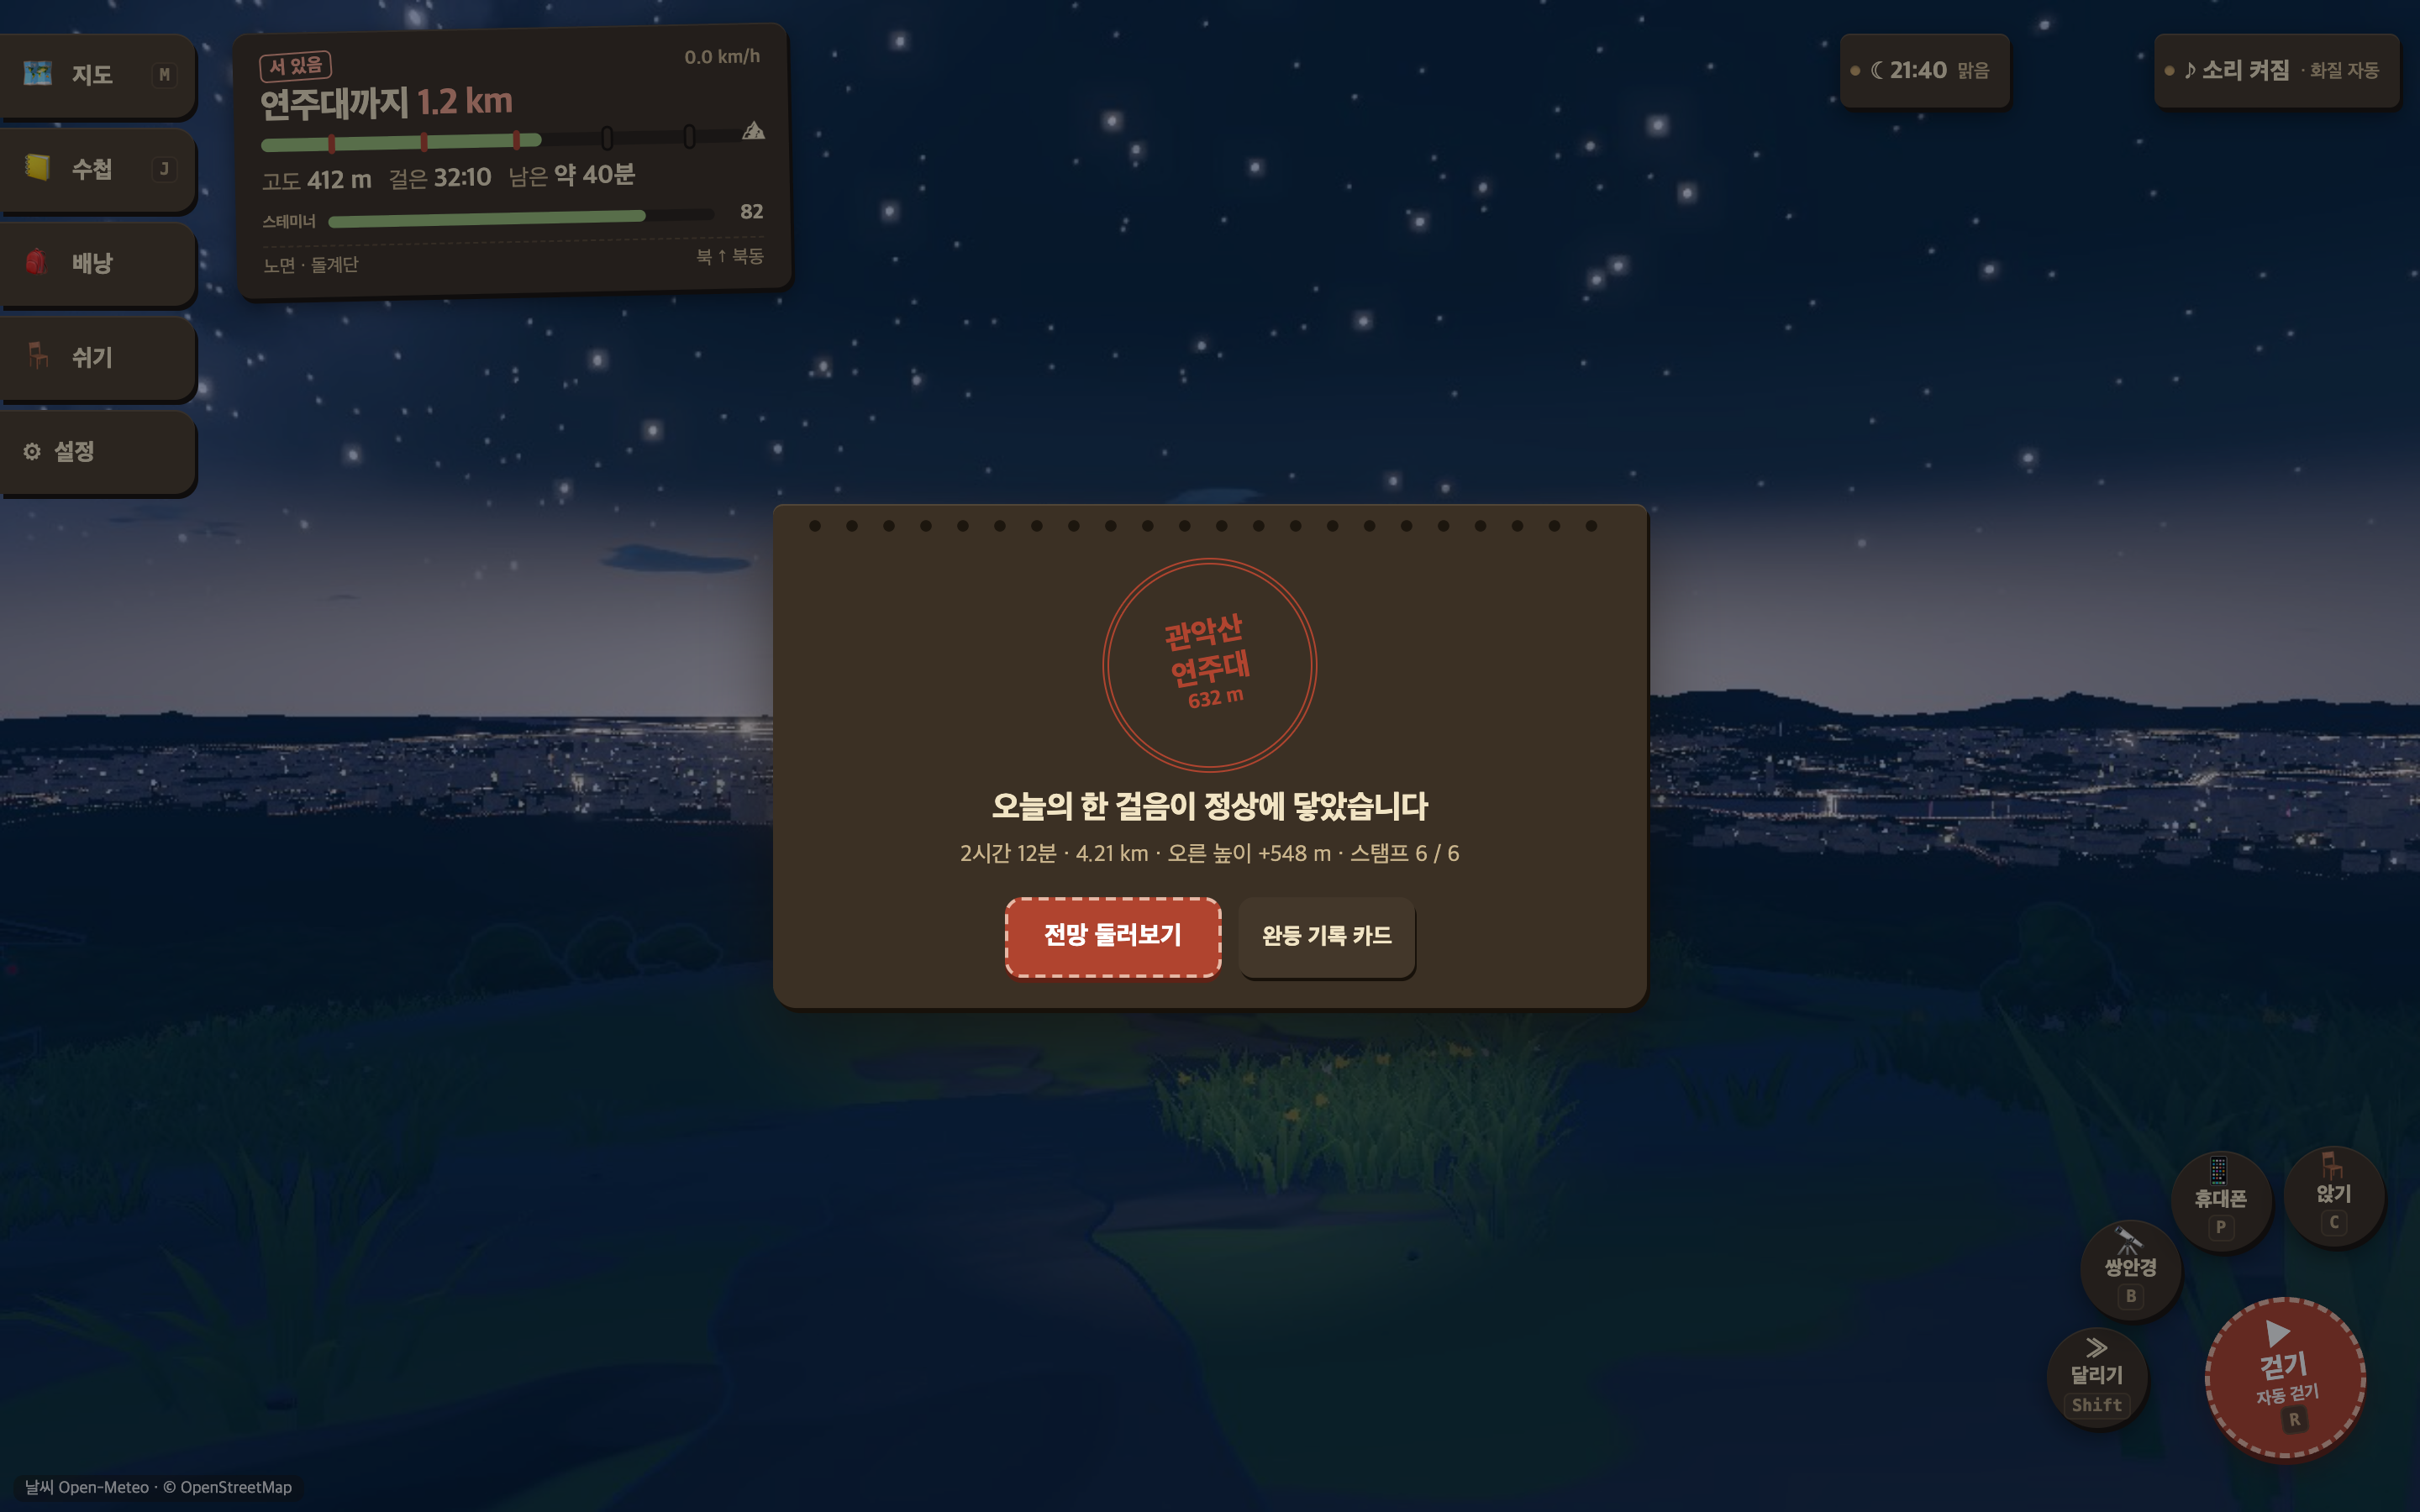 지도 M
수첩 J
배낭
쉬기
⚙ 설정
서 있음
0.0 km/h
연주대까지 1.2 km
고도 412 m 걸은 32:10 남은 약 40분
스테미너 82
노면 · 돌계단 북 ↑ 북동
☾ 21:40 맑음
♪ 소리 켜짐 · 화질 자동
관악산
연주대
632 m
오늘의 한 걸음이 정상에 닿았습니다
2시간 12분 · 4.21 km · 오른 높이 +548 m · 스탬프 6 / 6
전망 둘러보기
완등 기록 카드
휴대폰
P
앉기
C
쌍안경
B
달리기
Shift
걷기
자동 걷기
R
날씨 Open-Meteo · © OpenStreetMap